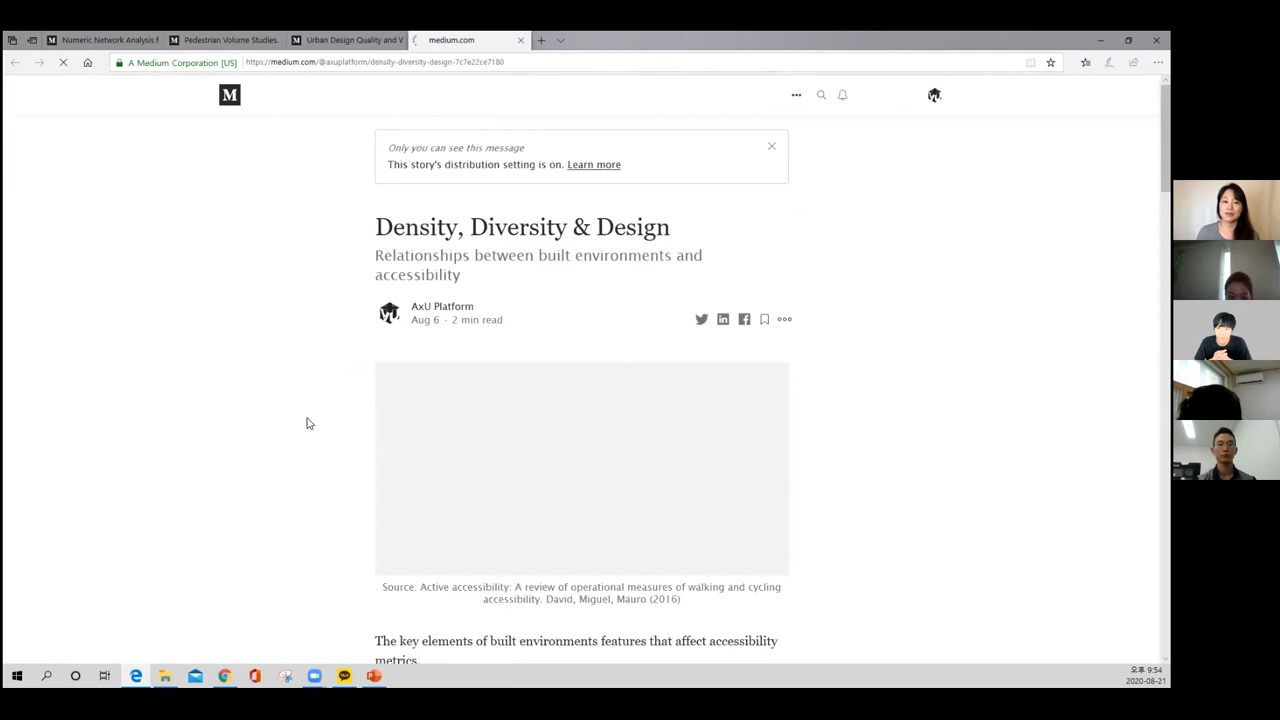 Numeric Network Analysis f
Pedestrian Volume Studies.
Urban Design Quality and V
medium.com
A Medium Corporation [US]
https://medium.com/@axuplatform/density-diversity-design-7c7e22ce7180
M
Only you can see this message
This story's distribution setting is on. Learn more
Density, Diversity & Design
Relationships between built environments and
accessibility
AxU Platform
Aug 6 · 2 min read
Source: Active accessibility: A review of operational measures of walking and cycling
accessibility. David, Miguel, Mauro (2016)
The key elements of built environments features that affect accessibility
metrics.
오후 9:54
2020-08-21